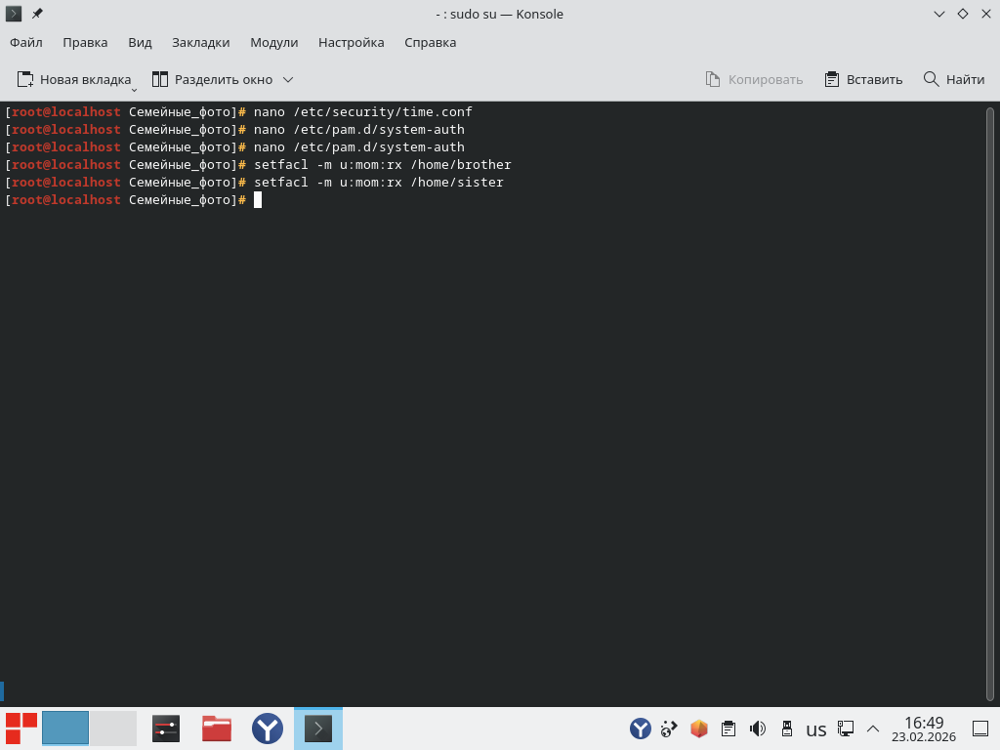 - : sudo su — Konsole
Файл Правка Вид Закладки Модули Настройка Справка
Новая вкладка Разделить окно Копировать Вставить Найти
[root@localhost Семейные_фото]# nano /etc/security/time.conf
[root@localhost Семейные_фото]# nano /etc/pam.d/system-auth
[root@localhost Семейные_фото]# nano /etc/pam.d/system-auth
[root@localhost Семейные_фото]# setfacl -m u:mom:rx /home/brother
[root@localhost Семейные_фото]# setfacl -m u:mom:rx /home/sister
[root@localhost Семейные_фото]#
us 16:49
23.02.2026